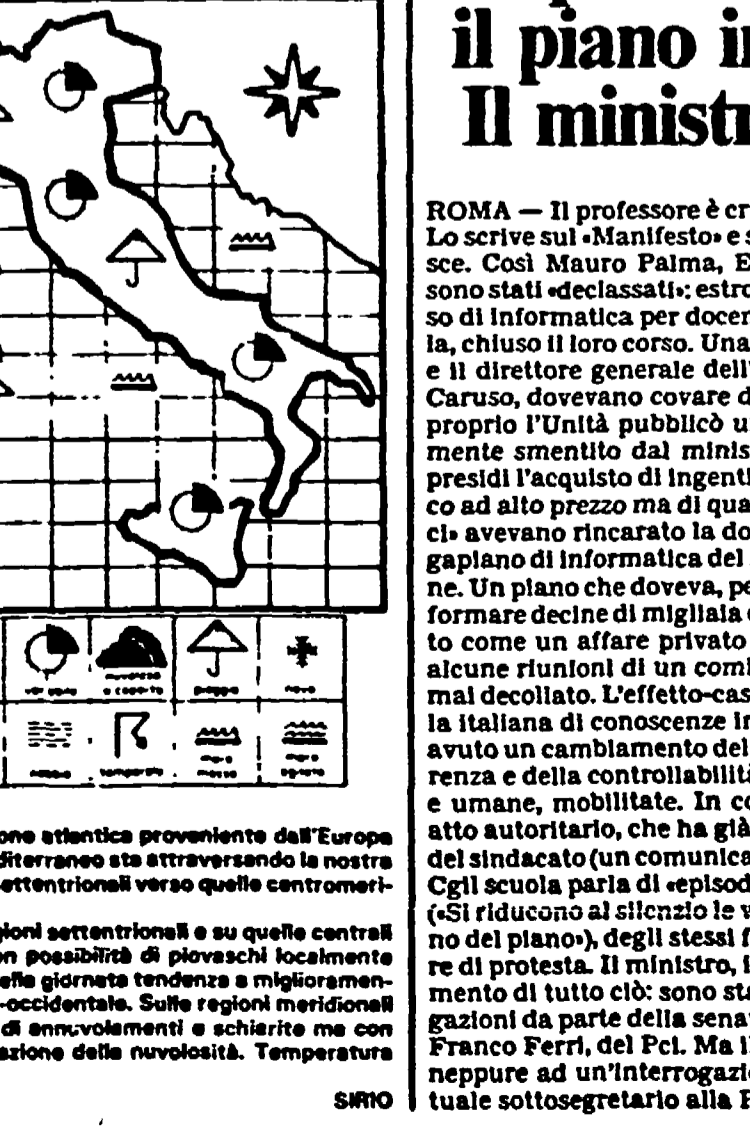 variabile
nuvoloso
o coperto
pioggia
neve
nebbia
temporale
mare
mosso
mare
agitato
one atlantica proveniente dall'Europa
diterraneo sta attraversando la nostra
ettentrionali verso quelle centromeri-
gioni settentrionali e su quelle centrali
on possibilità di piovaschi localmente
ella giornata tendenza a miglioramen-
-occidentale. Sulle regioni meridionali
di annuvolamenti e schiarite ma con
azione della nuvolosità. Temperatura
SIRIO
il piano in
Il ministr
ROMA — Il professore è cr
Lo scrive sul «Manifesto» e s
sce. Così Mauro Palma, E
sono stati «declassati»: estro
so di informatica per docen
la, chiuso il loro corso. Una
e il direttore generale dell'
Caruso, dovevano covare d
proprio l'Unità pubblicò u
mente smentito dal minis
presidi l'acquisto di ingenti
co ad alto prezzo ma di qua
ci» avevano rincarato la do
gapiano di informatica del
ne. Un piano che doveva, pe
formare decine di migliaia
to come un affare privato
alcune riunioni di un comi
mai decollato. L'effetto-cas
la italiana di conoscenze in
avuto un cambiamento del
renza e della controllabilità
e umane, mobilitate. In co
atto autoritario, che ha già
del sindacato (un comunica
Cgil scuola parla di «episod
(«Si riducono al silenzio le v
no del piano»), degli stessi f
re di protesta. Il ministro, i
mento di tutto ciò: sono sta
gazioni da parte della sena
Franco Ferri, del Pci. Ma i
neppure ad un'interrogazi
tuale sottosegretario alla P